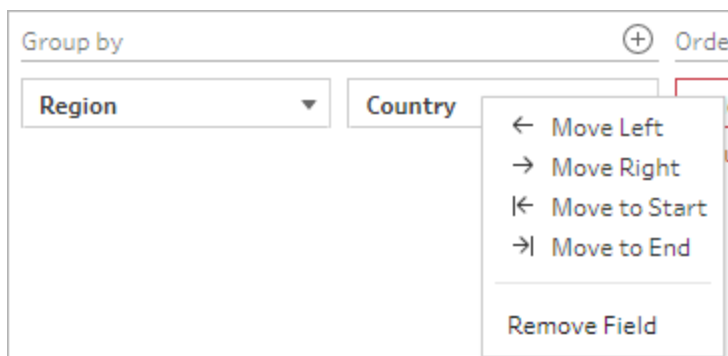 Group by
Orde
Region
Country
Move Left
Move Right
Move to Start
Move to End
Remove Field